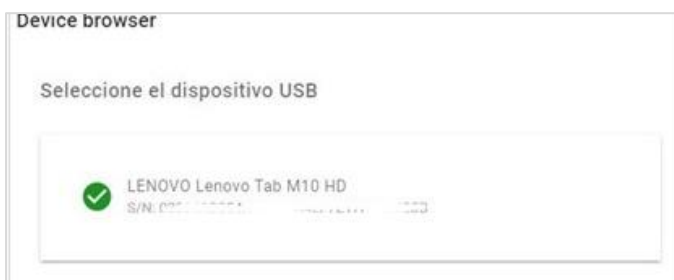 Device browser
Seleccione el dispositivo USB
LENOVO Lenovo Tab M10 HD
S/N: